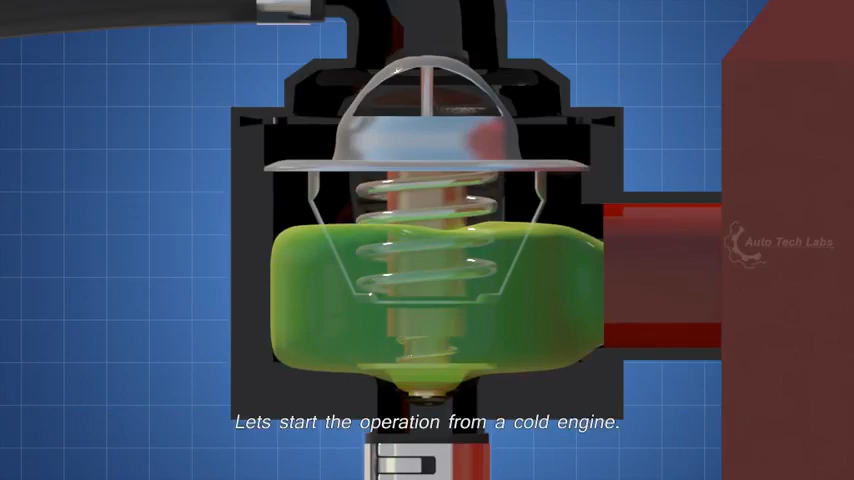 Auto Tech Labs
Lets start the operation from a cold engine.